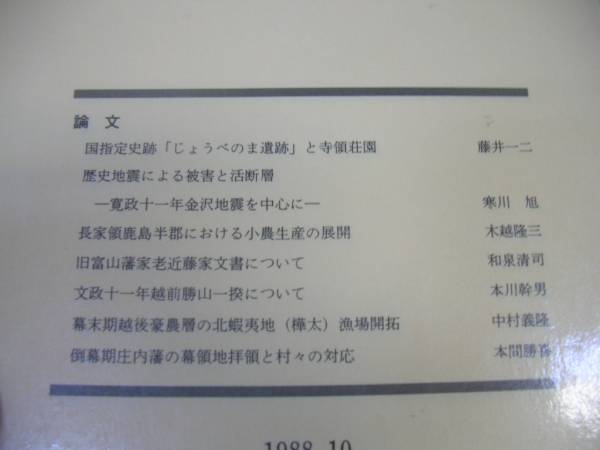 論文
国指定史跡「じょうべのま遺跡」と寺領荘園 藤井一二
歴史地震による被害と活断層
―寛政十一年金沢地震を中心に― 寒川 旭
長家領鹿島半郡における小農生産の展開 木越隆三
旧富山藩家老近藤家文書について 和泉清司
文政十一年越前勝山一揆について 本川幹男
幕末期越後豪農層の北蝦夷地（樺太）漁場開拓 中村義隆
倒幕期庄内藩の幕領地拝領と村々の対応 本間勝喜
1988.10